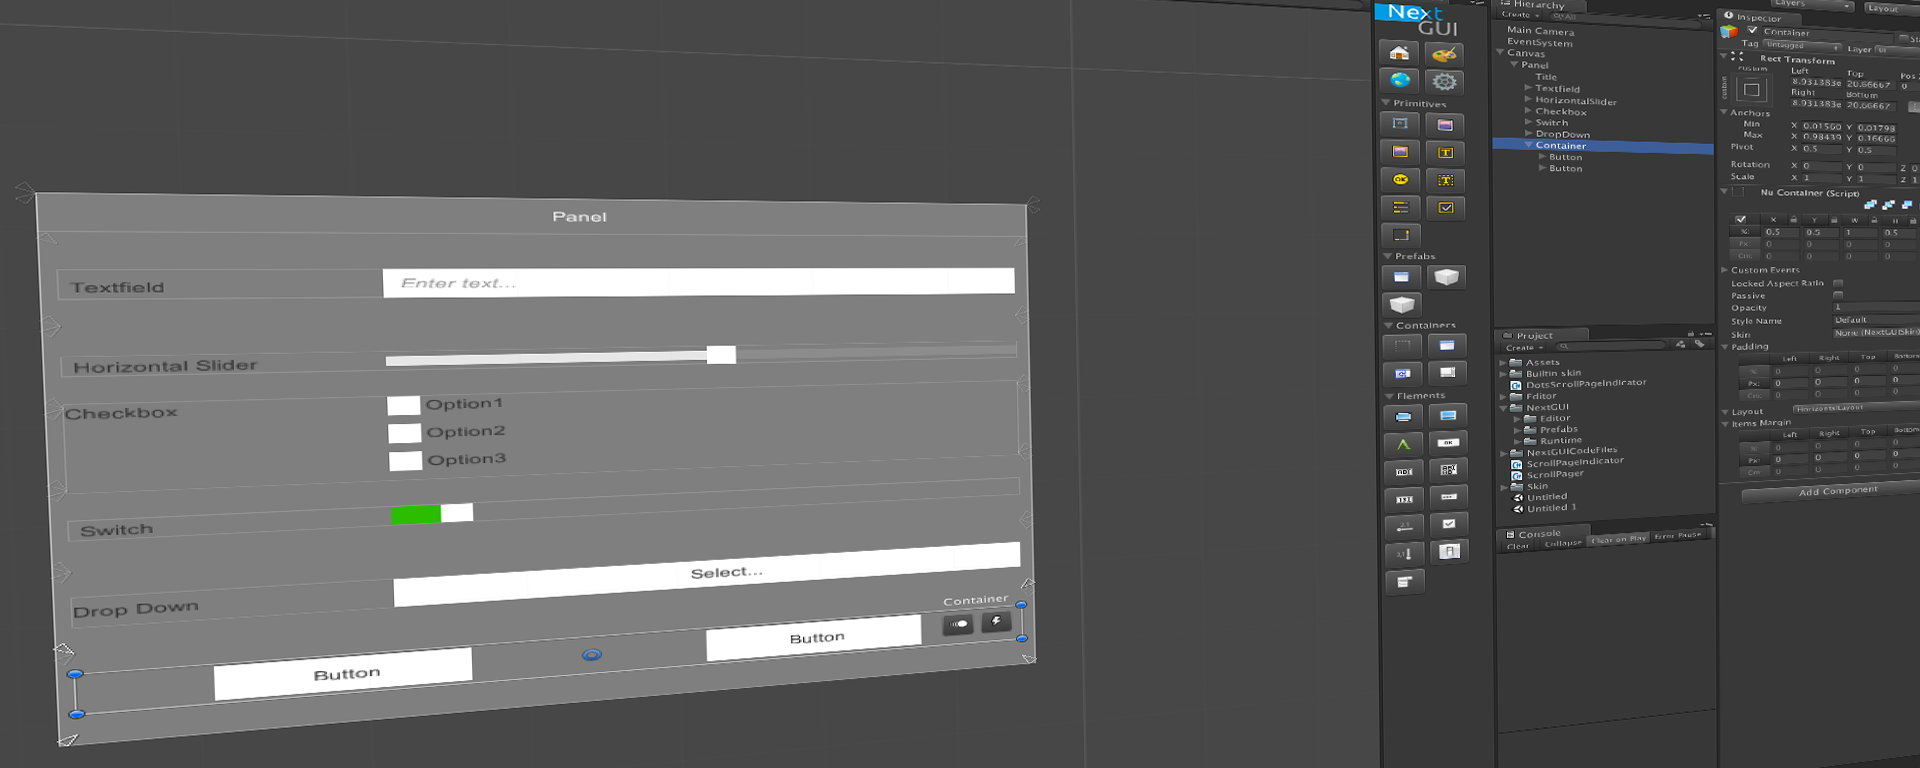 Panel
Textfield
Enter text...
Horizontal Slider
Checkbox
Option1
Option2
Option3
Switch
Drop Down
Select...
Container
Button
Button
Next
GUI
Primitives
Prefabs
Containers
Elements
Hierarchy
Create
Main Camera
EventSystem
Canvas
Panel
Title
Textfield
HorizontalSlider
Checkbox
Switch
DropDown
Container
Button
Button
Project
Create
Assets
Builtin skin
DotsScrollPageIndicator
Editor
NextGUI
Editor
Prefabs
Runtime
NextGUICodeFiles
ScrollPageIndicator
ScrollPager
Skin
Untitled
Untitled 1
Console
Clear Collapse Clear on Play Error Pause
Layers Layout
Inspector
Container
Tag Untagged Layer UI
Rect Transform
Left Top Pos
8.931383e 20.66667 0
Right Bottom
8.931383e 20.66667
Anchors
Min X 0.01560 Y 0.01798
Max X 0.98439 Y 0.16666
Pivot X 0.5 Y 0.5
Rotation X 0 Y 0 Z 0
Scale X 1 Y 1 Z 1
Nu Container (Script)
X Y W H
%: 0.5 0.5 1 0.5
Px: 0 0 0 0
Cm: 0 0 0 0
Custom Events
Locked Aspect Ratio
Passive
Opacity 1
Style Name Default
Skin None (NextGUISkin)
Padding
Left Right Top Bottom
%: 0 0 0 0
Px: 0 0 0 0
Cm: 0 0 0 0
Layout HorizontalLayout
Items Margin
Left Right Top Bottom
%: 0 0 0 0
Px: 0 0 0 0
Cm: 0 0 0 0
Add Component